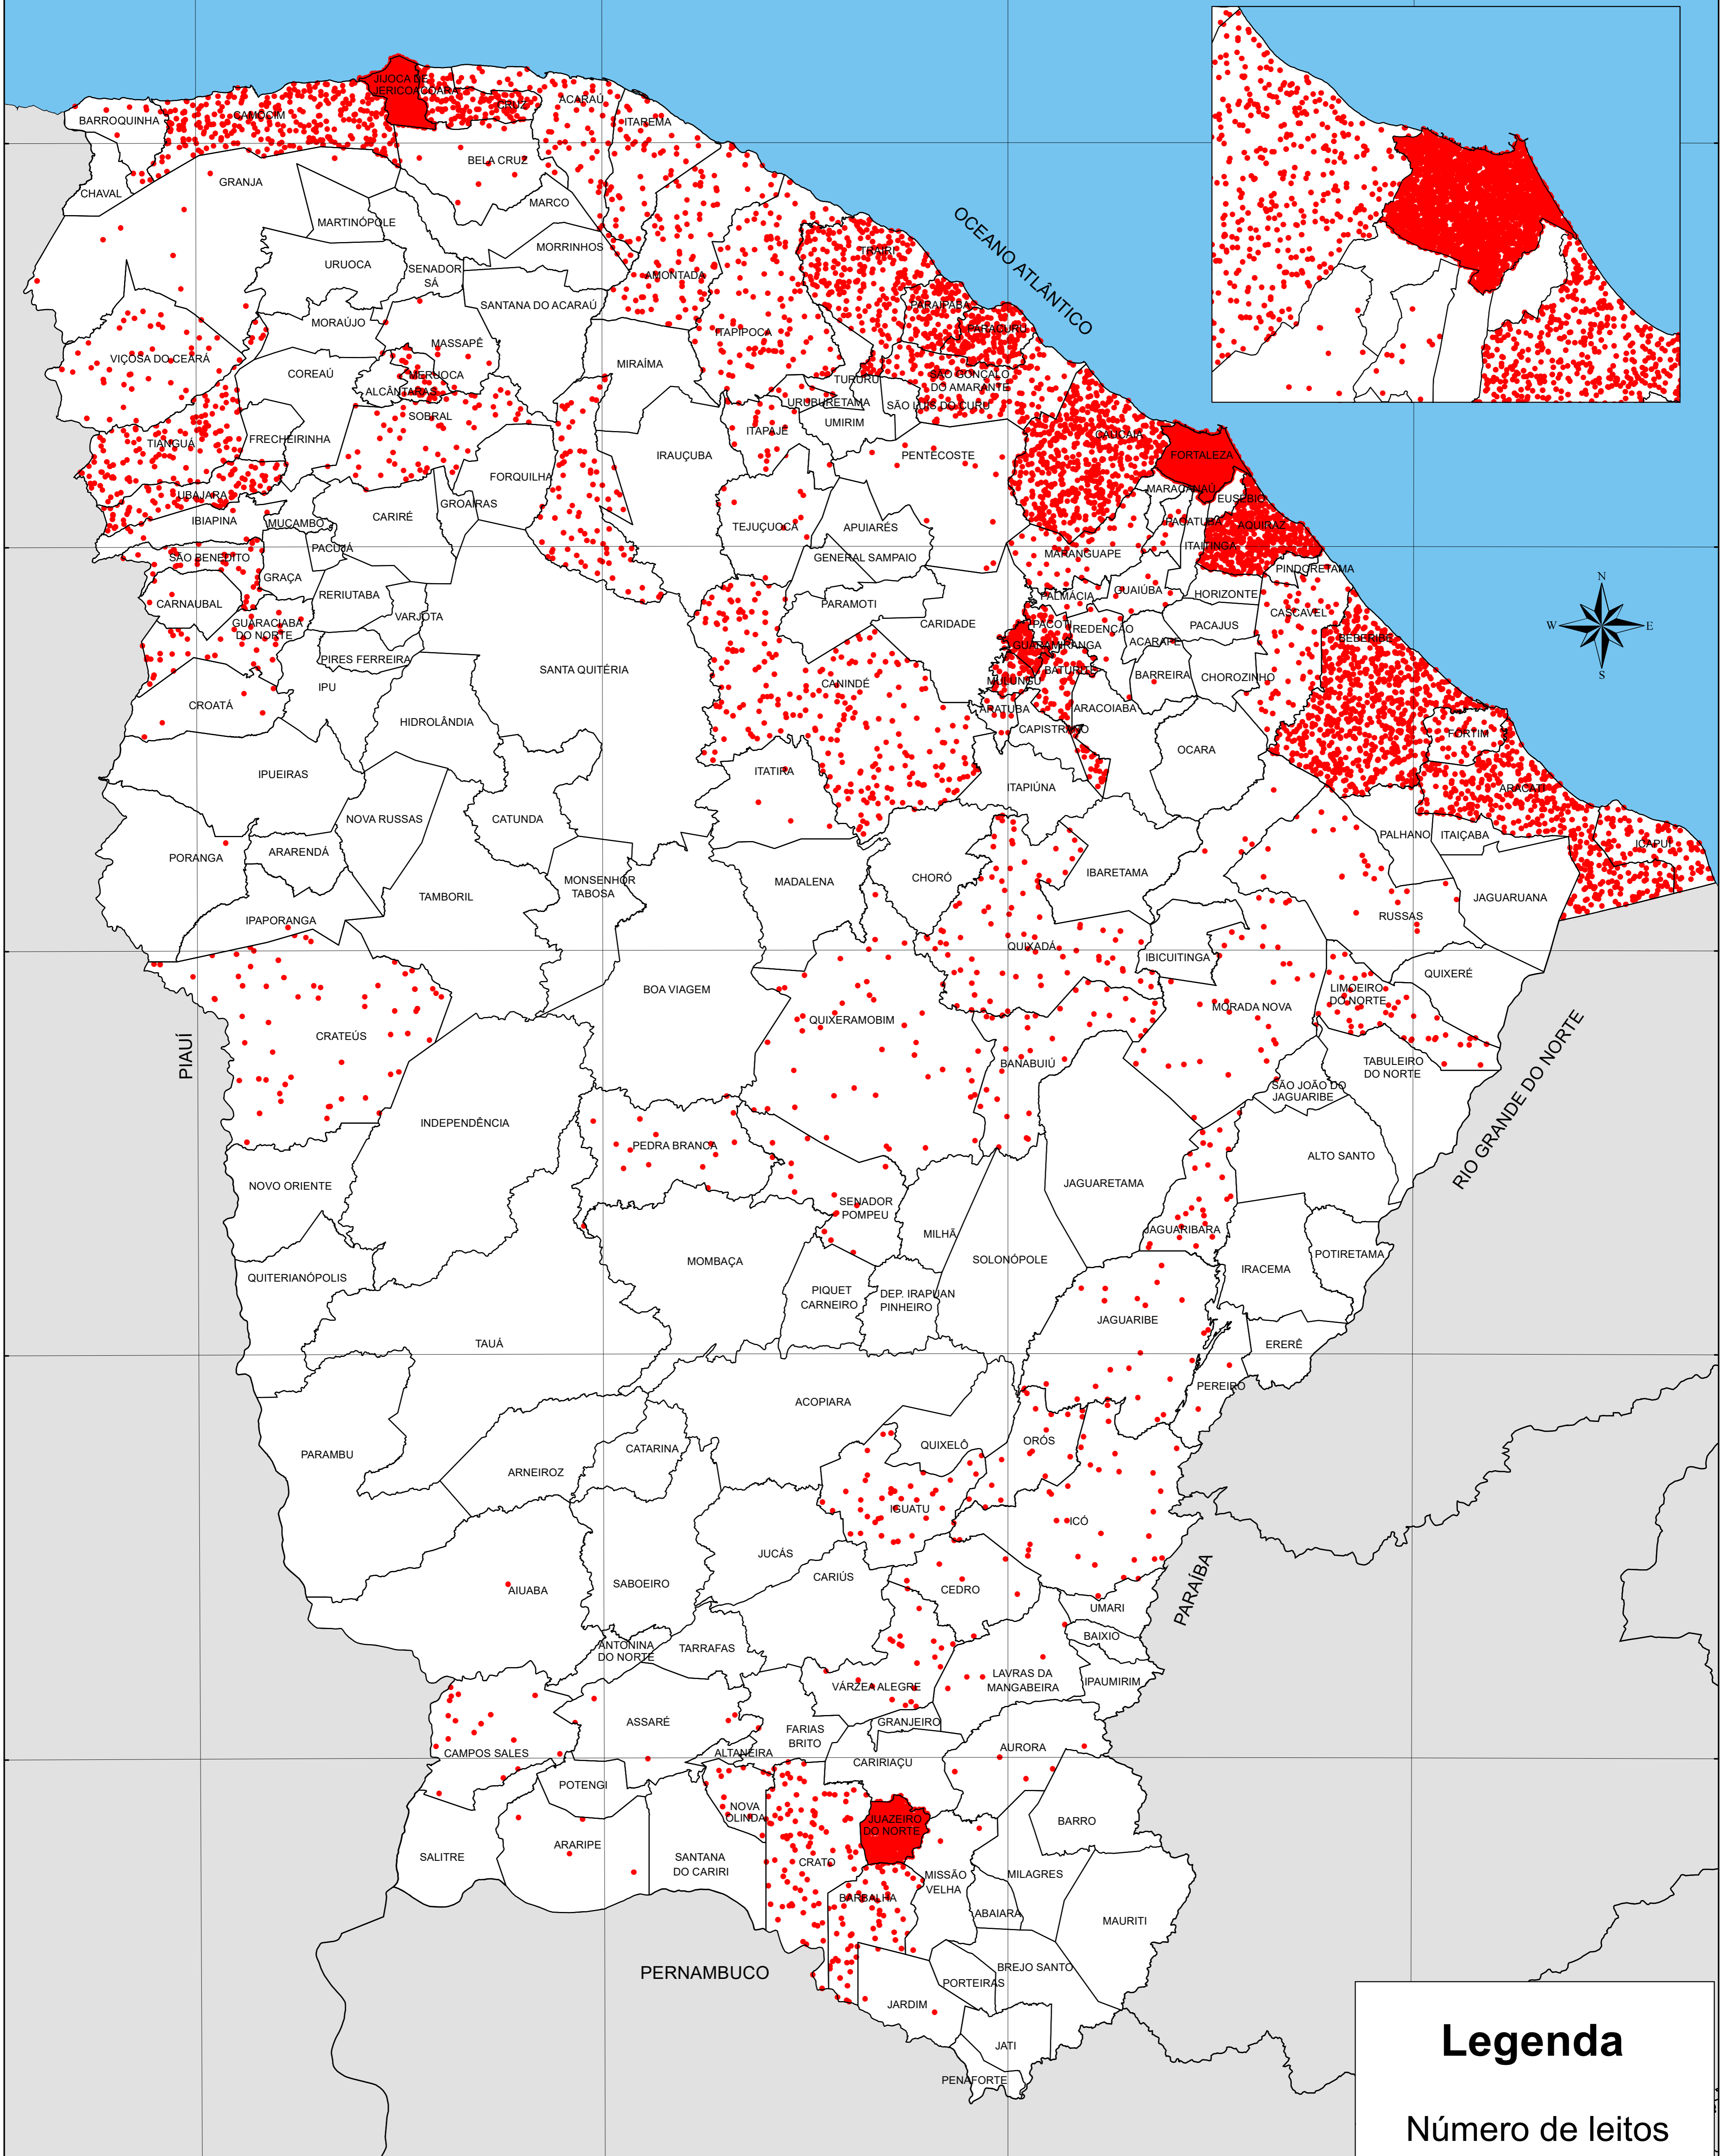 JIJOCA DE
JERICOACOARA
CRUZ
ACARAÚ
BARROQUINHA
CAMOCIM
ITAREMA
BELA CRUZ
GRANJA
CHAVAL
MARCO
MARTINÓPOLE
MORRINHOS
OCEANO ATLÂNTICO
TRAIRI
URUOCA
SENADOR
SÁ
AMONTADA
SANTANA DO ACARAÚ
PARAIPABA
MORAÚJO
PARACURU
ITAPIPOCA
MASSAPÊ
VIÇOSA DO CEARÁ
MIRAÍMA
COREAÚ
MERUOCA
TURURU
SÃO GONÇALO
DO AMARANTE
ALCÂNTARAS
URUBURETAMA
SÃO LUIS DO CURU
SOBRAL
UMIRIM
ITAPAJÉ
CAUCAIA
FRECHEIRINHA
TIANGUÁ
IRAUÇUBA
PENTECOSTE
FORTALEZA
FORQUILHA
MARACANAÚ
UBAJARA
EUSÉBIO
GROAÍRAS
IBIAPINA
MUCAMBO
CARIRÉ
TEJUÇUOCA
APUIARÉS
PACATUBA
AQUIRAZ
PACUJÁ
ITAITINGA
SÃO BENEDITO
GENERAL SAMPAIO
MARANGUAPE
PINDORETAMA
GRAÇA
RERIUTABA
GUAIÚBA
HORIZONTE
CARNAUBAL
PARAMOTI
PALMÁCIA
CASCAVEL
VARJOTA
GUARACIABA
DO NORTE
CARIDADE
PACOTI
REDENÇÃO
PACAJUS
N
W
E
S
BEBERIBE
GUARAMIRANGA
ACARAPE
PIRES FERREIRA
SANTA QUITÉRIA
BATURITÉ
BARREIRA
CHOROZINHO
IPU
CANINDÉ
MULUNGU
CROATÁ
ARATUBA
ARACOIABA
HIDROLÂNDIA
CAPISTRANO
FORTIM
OCARA
IPUEIRAS
ITATIRA
ITAPIÚNA
ARACATI
NOVA RUSSAS
CATUNDA
PALHANO
ITAIÇABA
ICAPUÍ
PORANGA
ARARENDÁ
MONSENHOR
TABOSA
MADALENA
CHORÓ
IBARETAMA
TAMBORIL
JAGUARUANA
IPAPORANGA
RUSSAS
QUIXADÁ
IBICUITINGA
QUIXERÉ
BOA VIAGEM
LIMOEIRO
DO NORTE
MORADA NOVA
QUIXERAMOBIM
CRATEÚS
PIAUÍ
BANABUIÚ
TABULEIRO
DO NORTE
RIO GRANDE DO NORTE
SÃO JOÃO DO
JAGUARIBE
INDEPENDÊNCIA
PEDRA BRANCA
ALTO SANTO
NOVO ORIENTE
JAGUARETAMA
SENADOR
POMPEU
JAGUARIBARA
MILHÃ
POTIRETAMA
MOMBAÇA
SOLONÓPOLE
IRACEMA
QUITERIANÓPOLIS
PIQUET
CARNEIRO
DEP. IRAPUAN
PINHEIRO
JAGUARIBE
TAUÁ
ERERÊ
PEREIRO
ACOPIARA
PARAMBU
CATARINA
QUIXELÔ
ORÓS
ARNEIROZ
IGUATU
ICÓ
JUCÁS
CARIÚS
SABOEIRO
AIUABA
CEDRO
PARAÍBA
UMARI
BAIXIO
ANTONINA
DO NORTE
TARRAFAS
LAVRAS DA
MANGABEIRA
VÁRZEA ALEGRE
IPAUMIRIM
ASSARÉ
FARIAS
BRITO
GRANJEIRO
AURORA
CAMPOS SALES
ALTANEIRA
CARIRIAÇU
POTENGI
NOVA
OLINDA
JUAZEIRO
DO NORTE
BARRO
ARARIPE
SALITRE
SANTANA
DO CARIRI
CRATO
MISSÃO
VELHA
MILAGRES
BARBALHA
ABAIARA
MAURITI
PERNAMBUCO
BREJO SANTO
PORTEIRAS
JARDIM
JATI
PENAFORTE
Legenda
Número de leitos